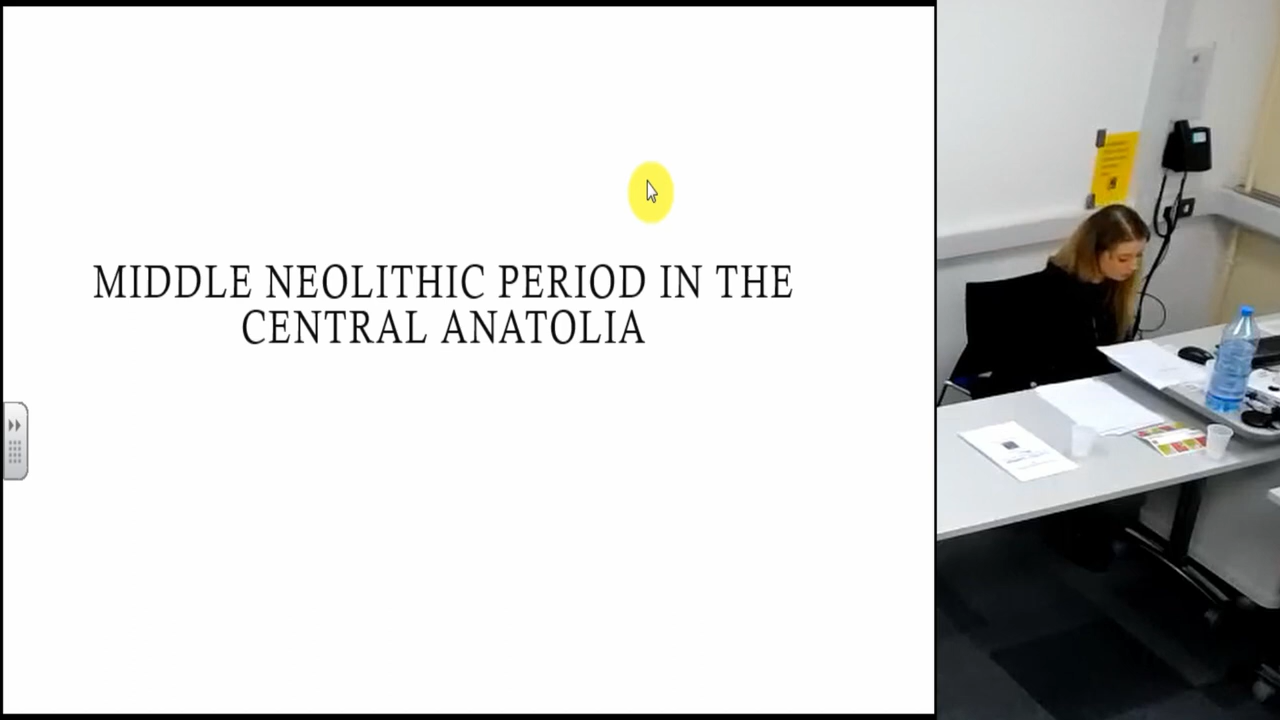 MIDDLE NEOLITHIC PERIOD IN THE
CENTRAL ANATOLIA